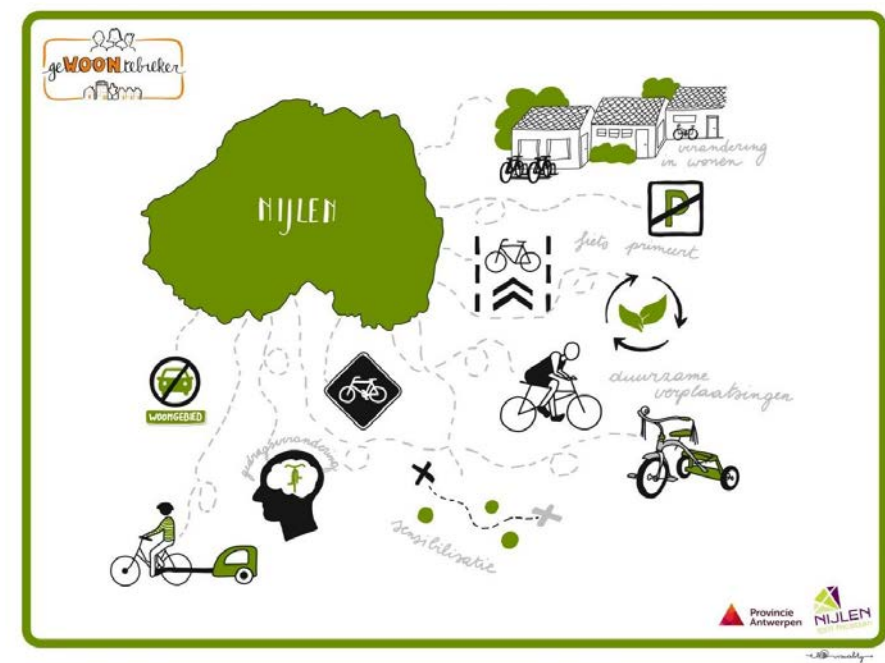 geWOONtebreker
NIJLEN
verandering
in wonen
P
fiets primeert
duurzame
verplaatsingen
WOONGEBIED
gedragsverandering
sensibilisatie
Provincie
Antwerpen
NIJLEN